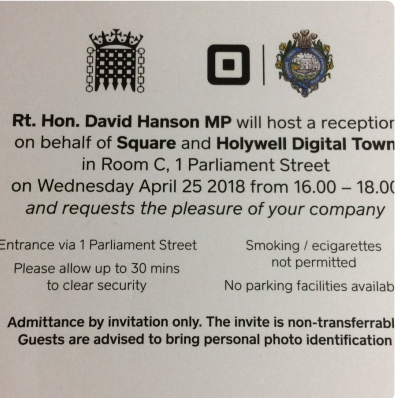 Rt. Hon. David Hanson MP will host a reception
on behalf of Square and Holywell Digital Town
in Room C, 1 Parliament Street
on Wednesday April 25 2018 from 16.00 – 18.00
and requests the pleasure of your company
Entrance via 1 Parliament Street
Please allow up to 30 mins
to clear security
Smoking / ecigarettes
not permitted
No parking facilities availab
Admittance by invitation only. The invite is non-transferrabl
Guests are advised to bring personal photo identification